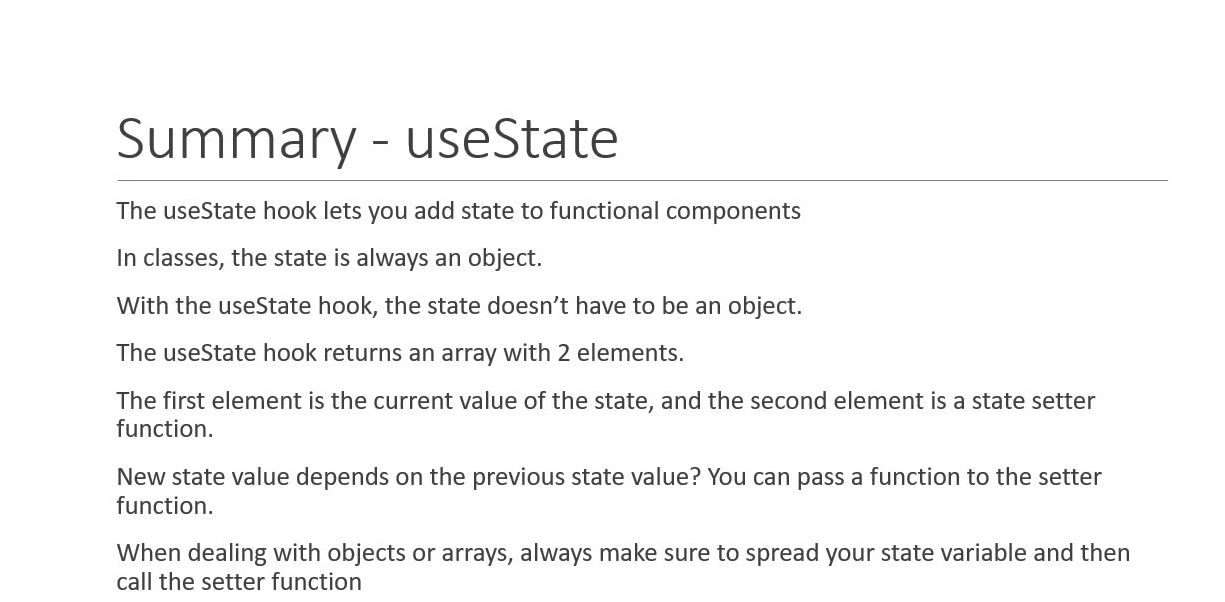 Summary - useState
The useState hook lets you add state to functional components
In classes, the state is always an object.
With the useState hook, the state doesn’t have to be an object.
The useState hook returns an array with 2 elements.
The first element is the current value of the state, and the second element is a state setter
function.
New state value depends on the previous state value? You can pass a function to the setter
function.
When dealing with objects or arrays, always make sure to spread your state variable and then
call the setter function